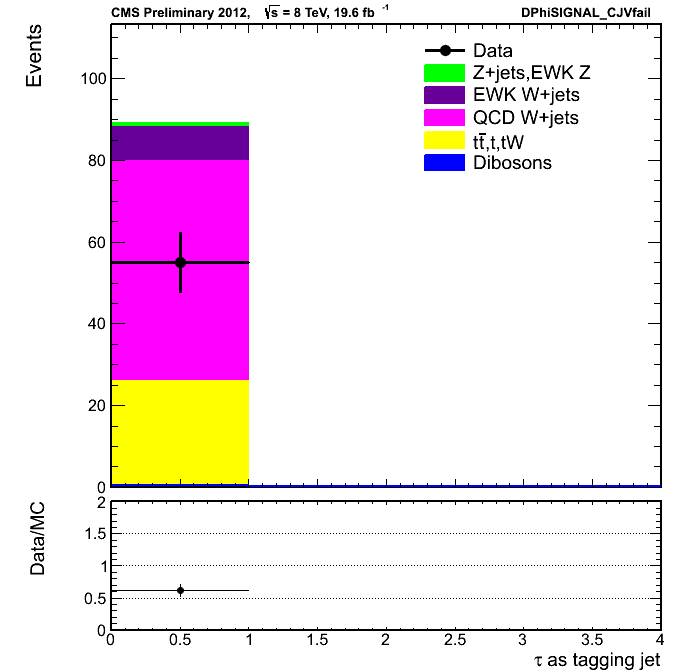 CMS Preliminary 2012, √s = 8 TeV, 19.6 fb⁻¹ DPhiSIGNAL_CJVfail
Events
100
80
60
40
20
0
Data
Z+jets,EWK Z
EWK W+jets
QCD W+jets
tt̅,t,tW
Dibosons
Data/MC
2
1.5
1
0.5
0
0 0.5 1 1.5 2 2.5 3 3.5 4
τ as tagging jet